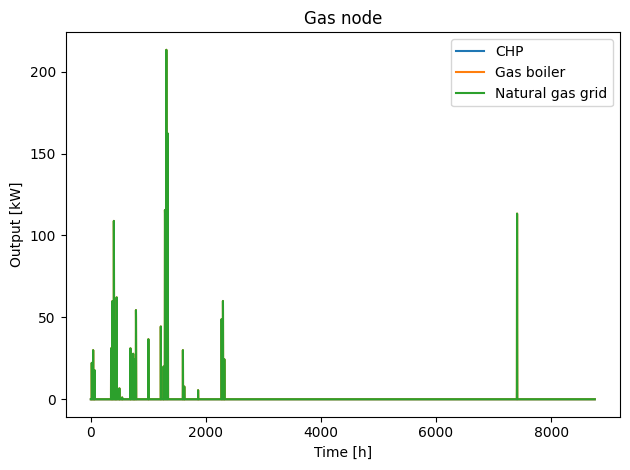 Gas node
CHP
Gas boiler
Natural gas grid
Output [kW]
200
150
100
50
0
0 2000 4000 6000 8000
Time [h]